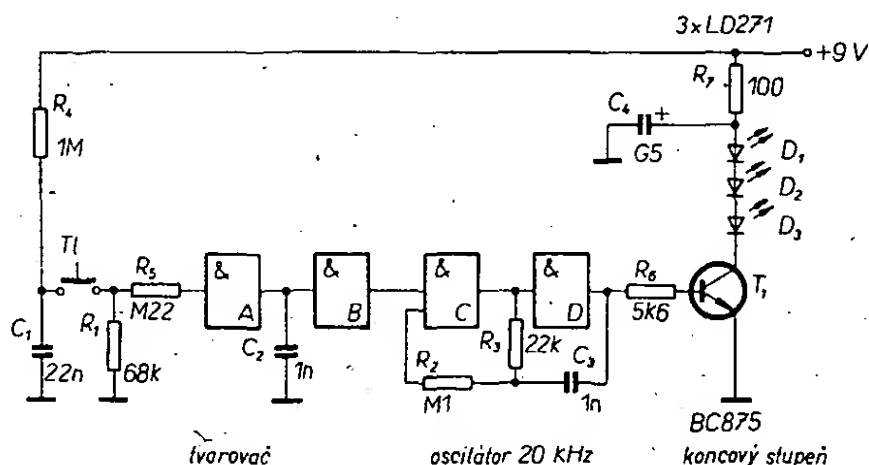 3xLD271
+9V
R7
100
C4
+
G5
R4
1M
D1
D2
D3
Tl
R5
M22
&
A
&
B
&
C
&
D
R6
5k6
T1
C1
22n
R1
68k
C2
1n
R2
M1
R3
22k
C3
1n
BC875
tvarovač
oscilátor 20 kHz
koncový stupeň